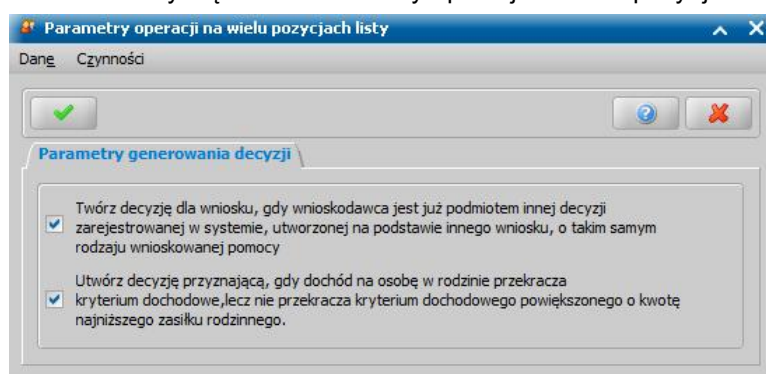 Parametry operacji na wielu pozycjach listy
Dane Czynności
Parametry generowania decyzji
Twórz decyzję dla wniosku, gdy wnioskodawca jest już podmiotem innej decyzji
zarejestrowanej w systemie, utworzonej na podstawie innego wniosku, o takim samym
rodzaju wnioskowanej pomocy
Utwórz decyzję przyznającą, gdy dochód na osobę w rodzinie przekracza
kryterium dochodowe,lecz nie przekracza kryterium dochodowego powiększonego o kwotę
najniższego zasiłku rodzinnego.